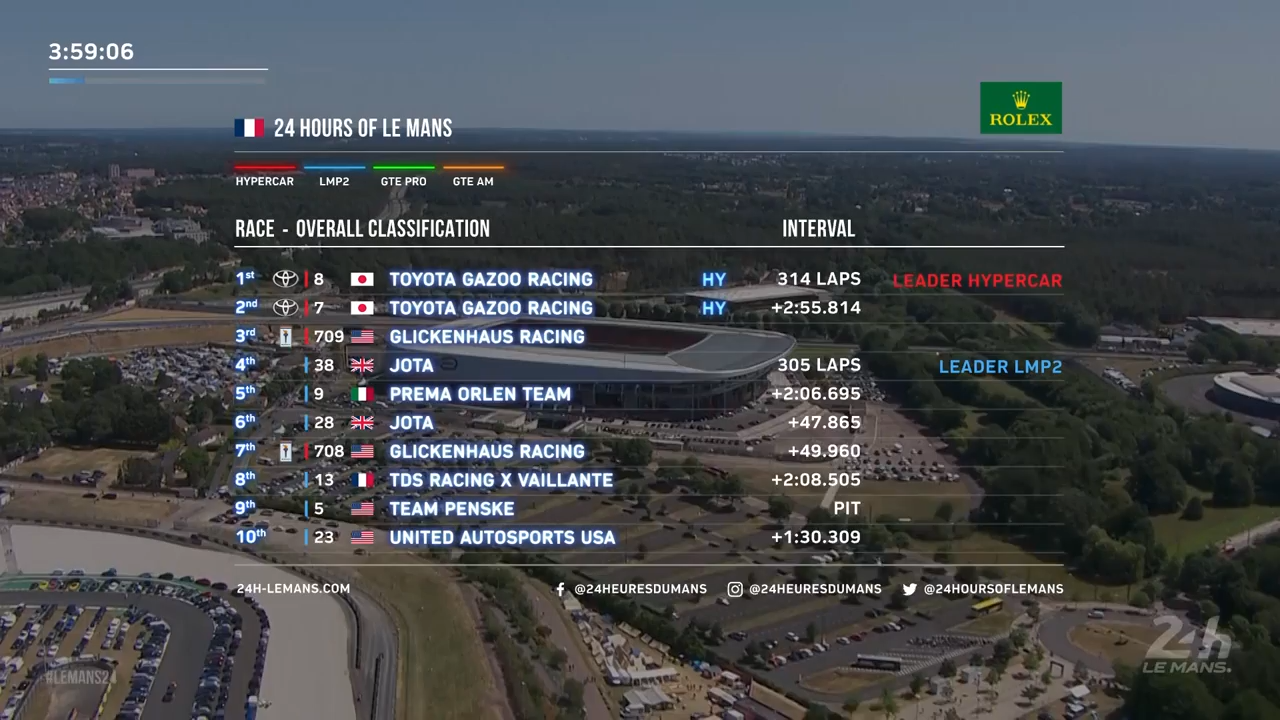 3:59:06
ROLEX
24 HOURS OF LE MANS
HYPERCAR LMP2 GTE PRO GTE AM
RACE - OVERALL CLASSIFICATION INTERVAL
1st 8 TOYOTA GAZOO RACING HY 314 LAPS LEADER HYPERCAR
2nd 7 TOYOTA GAZOO RACING HY +2:55.814
3rd 709 GLICKENHAUS RACING
4th 38 JOTA 305 LAPS LEADER LMP2
5th 9 PREMA ORLEN TEAM +2:06.695
6th 28 JOTA +47.865
7th 708 GLICKENHAUS RACING +49.960
8th 13 TDS RACING X VAILLANTE +2:08.505
9th 5 TEAM PENSKE PIT
10th 23 UNITED AUTOSPORTS USA +1:30.309
24H-LEMANS.COM @24HEURESDUMANS @24HEURESDUMANS @24HOURSOFLEMANS
24h
LE MANS.
#LEMANS24